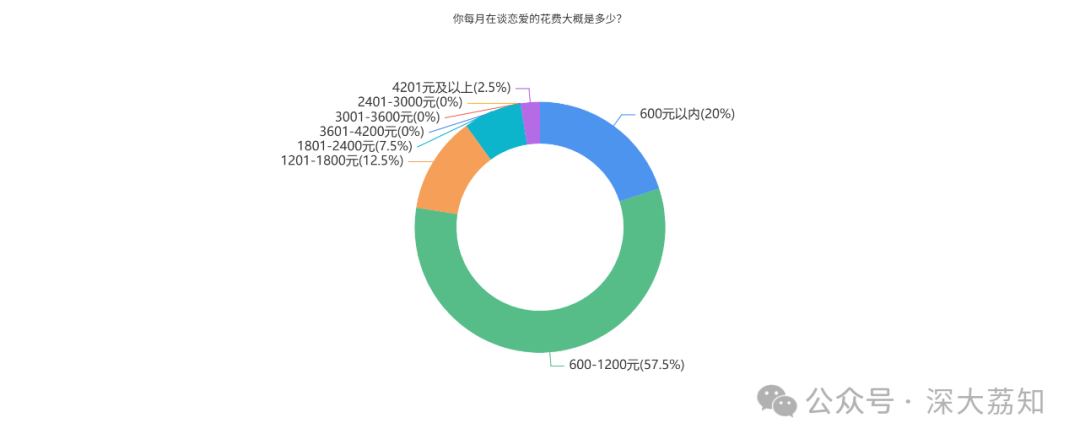 你每月在谈恋爱的花费大概是多少?
4201元及以上(2.5%)
2401-3000元(0%)
3001-3600元(0%)
3601-4200元(0%)
1801-2400元(7.5%)
1201-1800元(12.5%)
600元以内(20%)
600-1200元(57.5%)
公众号 · 深大荔知